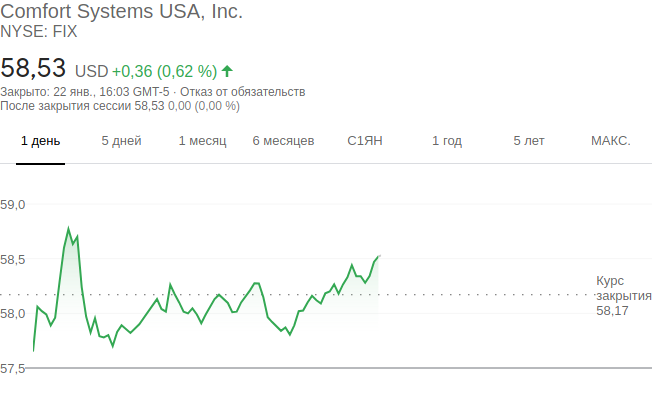 Comfort Systems USA, Inc.
NYSE: FIX
58,53 USD +0,36 (0,62 %)
Закрыто: 22 янв., 16:03 GMT-5 · Отказ от обязательств
После закрытия сессии 58,53 0,00 (0,00 %)
1 день 5 дней 1 месяц 6 месяцев С1ЯН 1 год 5 лет МАКС.
59,0
58,5
58,0
57,5
Курс
закрытия
58,17